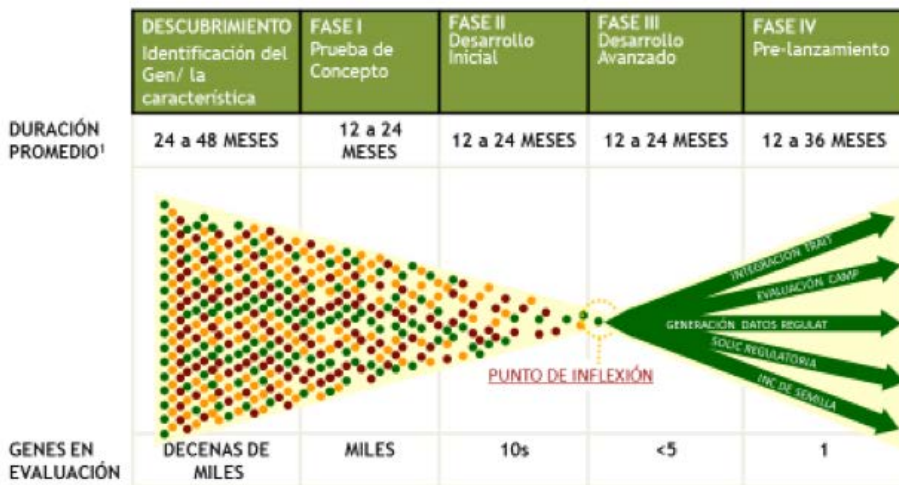 DESCUBRIMIENTO
Identificación del
Gen/ la
característica
FASE I
Prueba de
Concepto
FASE II
Desarrollo
Inicial
FASE III
Desarrollo
Avanzado
FASE IV
Pre-lanzamiento
DURACIÓN
PROMEDIO¹
24 a 48 MESES
12 a 24
MESES
12 a 24 MESES
12 a 24 MESES
12 a 36 MESES
INTEGRACIÓN TRAIT
EVALUACIÓN CAMP
GENERACIÓN DATOS REGULAT
SOLIC REGULATORIA
INC DE SEMILLA
PUNTO DE INFLEXIÓN
GENES EN
EVALUACIÓN
DECENAS DE
MILES
MILES
10s
<5
1